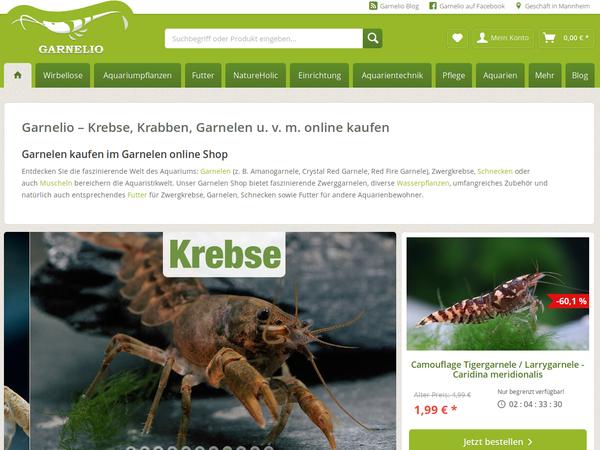 Garnelio Blog Garnelio auf Facebook Geschäft in Mannheim
GARNELIO
Suchbegriff oder Produkt eingeben...
Mein Konto
0,00 € *
Wirbellose Aquariumpflanzen Futter NatureHolic Einrichtung Aquarientechnik Pflege Aquarien Mehr Blog
Garnelio – Krebse, Krabben, Garnelen u. v. m. online kaufen
Garnelen kaufen im Garnelen online Shop
Entdecken Sie die faszinierende Welt des Aquariums: Garnelen (z. B. Amanogarnele, Crystal Red Garnele, Red Fire Garnele), Zwergkrebse, Schnecken oder
auch Muscheln bereichern die Aquaristikwelt. Unser Garnelen Shop bietet faszinierende Zwerggarnelen, diverse Wasserpflanzen, umfangreiches Zubehör und
natürlich auch entsprechendes Futter für Zwergkrebse, Garnelen, Schnecken sowie Futter für andere Aquarienbewohner.
Krebse
-60,1 %
Camouflage Tigergarnele / Larrygarnele -
Caridina meridionalis
Alter Preis: 4,99 €
1,99 € *
Nur begrenzt verfügbar!
02 : 04 : 33 : 30
Jetzt bestellen